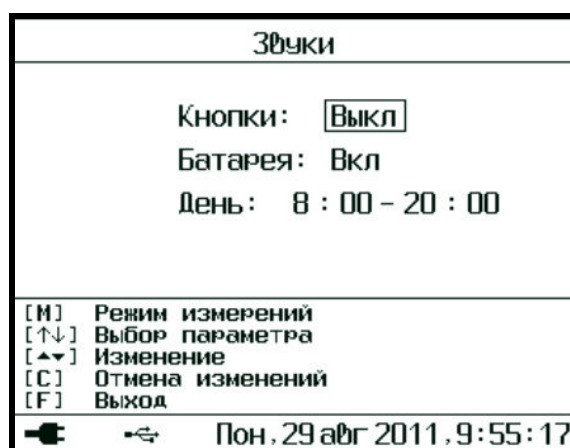 Звуки
Кнопки: Выкл
Батарея: Вкл
День: 8 : 00 - 20 : 00
[M] Режим измерений
[↑↓] Выбор параметра
[▲▼] Изменение
[C] Отмена изменений
[F] Выход
Пон, 29 авг 2011, 9:55:17